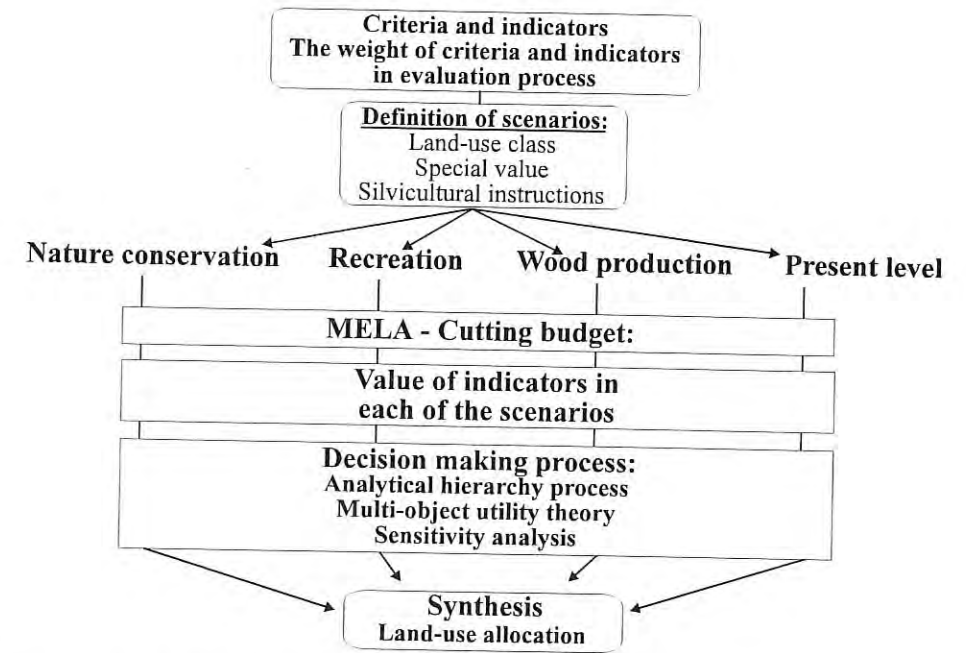 Criteria and indicators
The weight of criteria and indicators
in evaluation process
Definition of scenarios:
Land-use class
Special value
Silvicultural instructions
Nature conservation
Recreation
Wood production
Present level
MELA - Cutting budget:
Value of indicators in
each of the scenarios
Decision making process:
Analytical hierarchy process
Multi-object utility theory
Sensitivity analysis
Synthesis
Land-use allocation